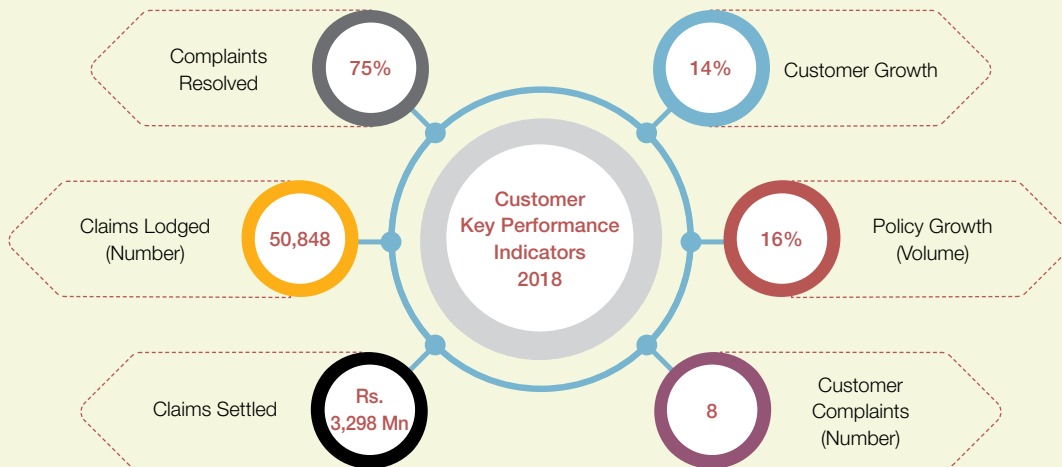 Complaints
Resolved
75%
14%
Customer Growth
Claims Lodged
(Number)
50,848
Customer
Key Performance
Indicators
2018
16%
Policy Growth
(Volume)
Claims Settled
Rs.
3,298 Mn
8
Customer
Complaints
(Number)